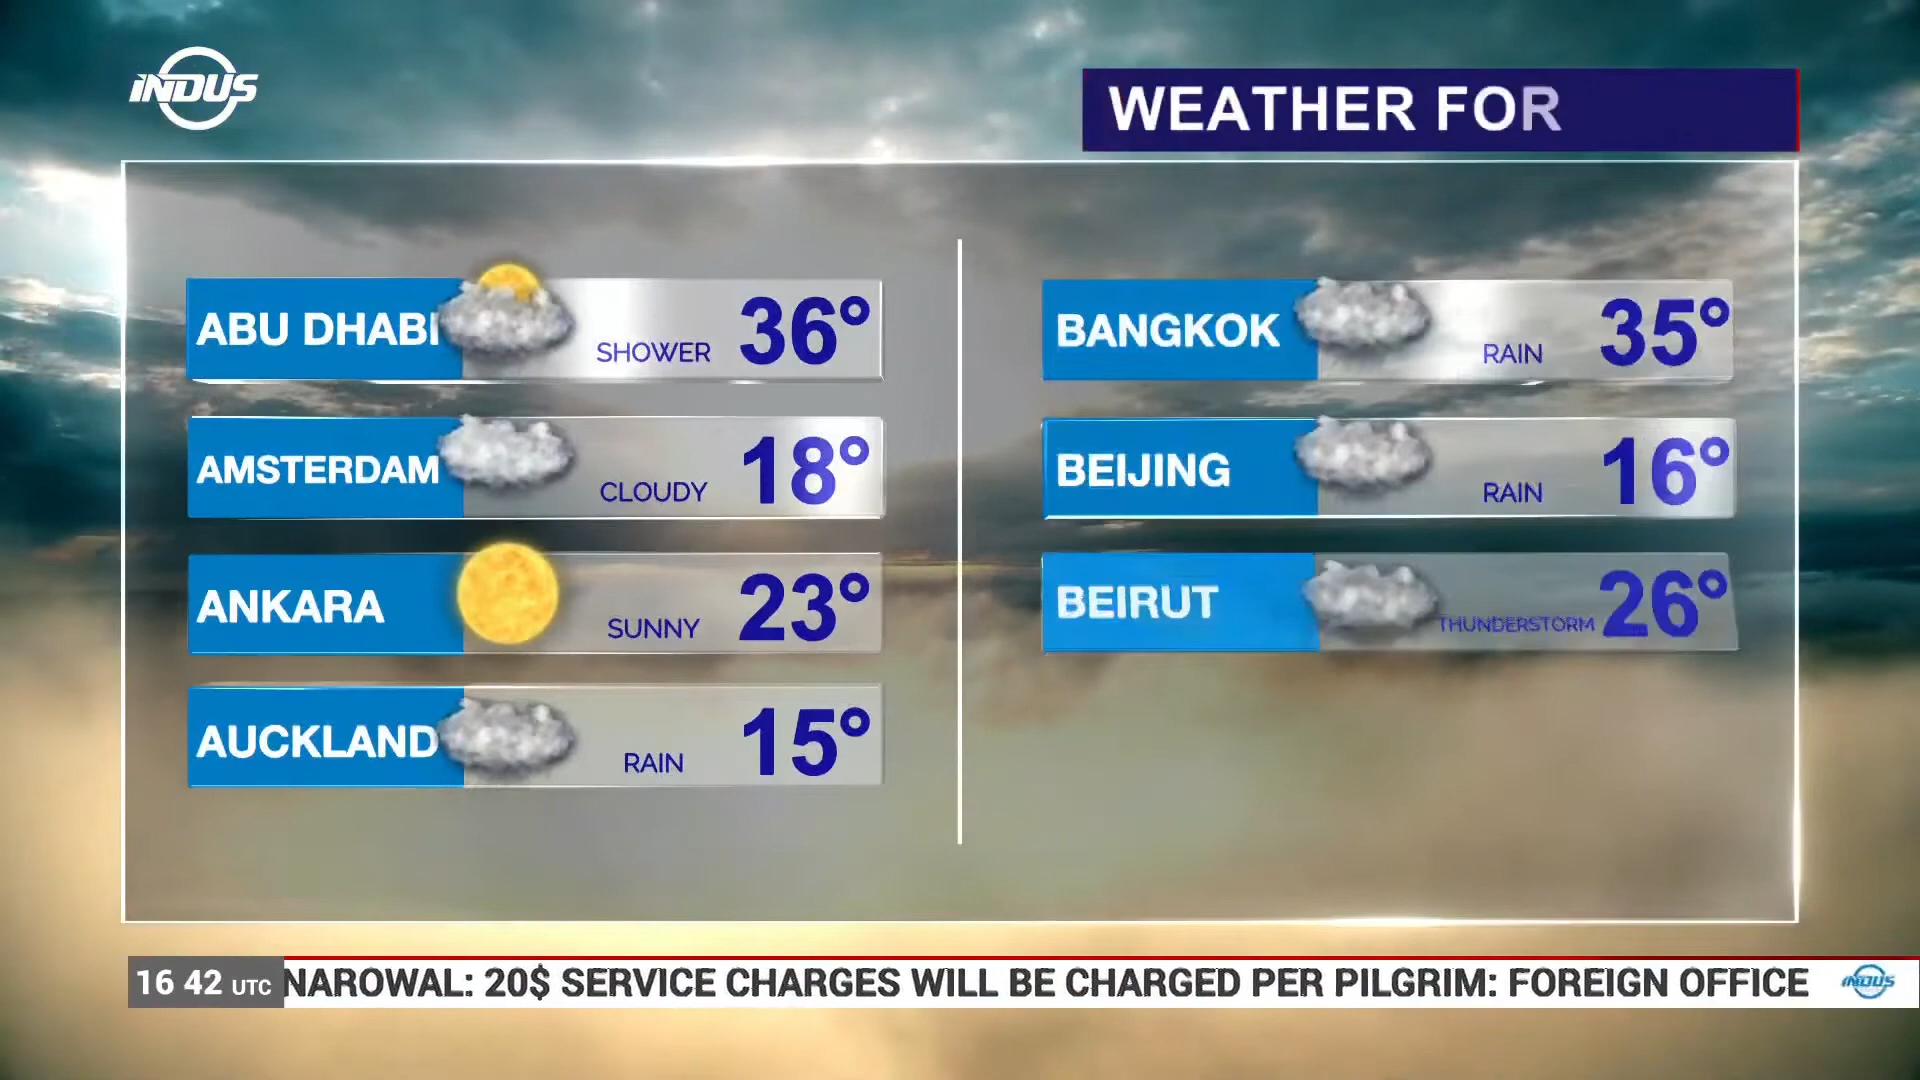 INDUS
WEATHER FOR
ABU DHABI SHOWER 36°
AMSTERDAM CLOUDY 18°
ANKARA SUNNY 23°
AUCKLAND RAIN 15°
BANGKOK RAIN 35°
BEIJING RAIN 16°
BEIRUT THUNDERSTORM 26°
16 42 UTC NAROWAL: 20$ SERVICE CHARGES WILL BE CHARGED PER PILGRIM: FOREIGN OFFICE INDUS